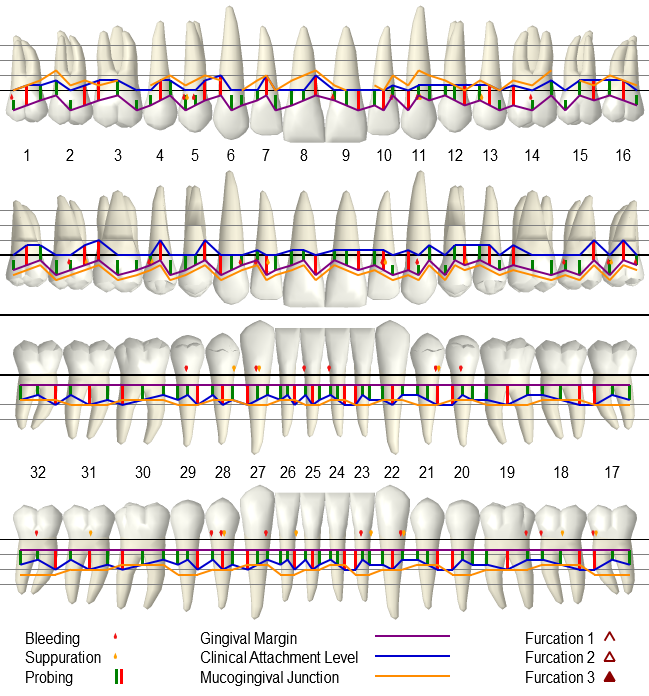 1 2 3 4 5 6 7 8 9 10 11 12 13 14 15 16
32 31 30 29 28 27 26 25 24 23 22 21 20 19 18 17
Bleeding Gingival Margin Furcation 1
Suppuration Clinical Attachment Level Furcation 2
Probing Mucogingival Junction Furcation 3